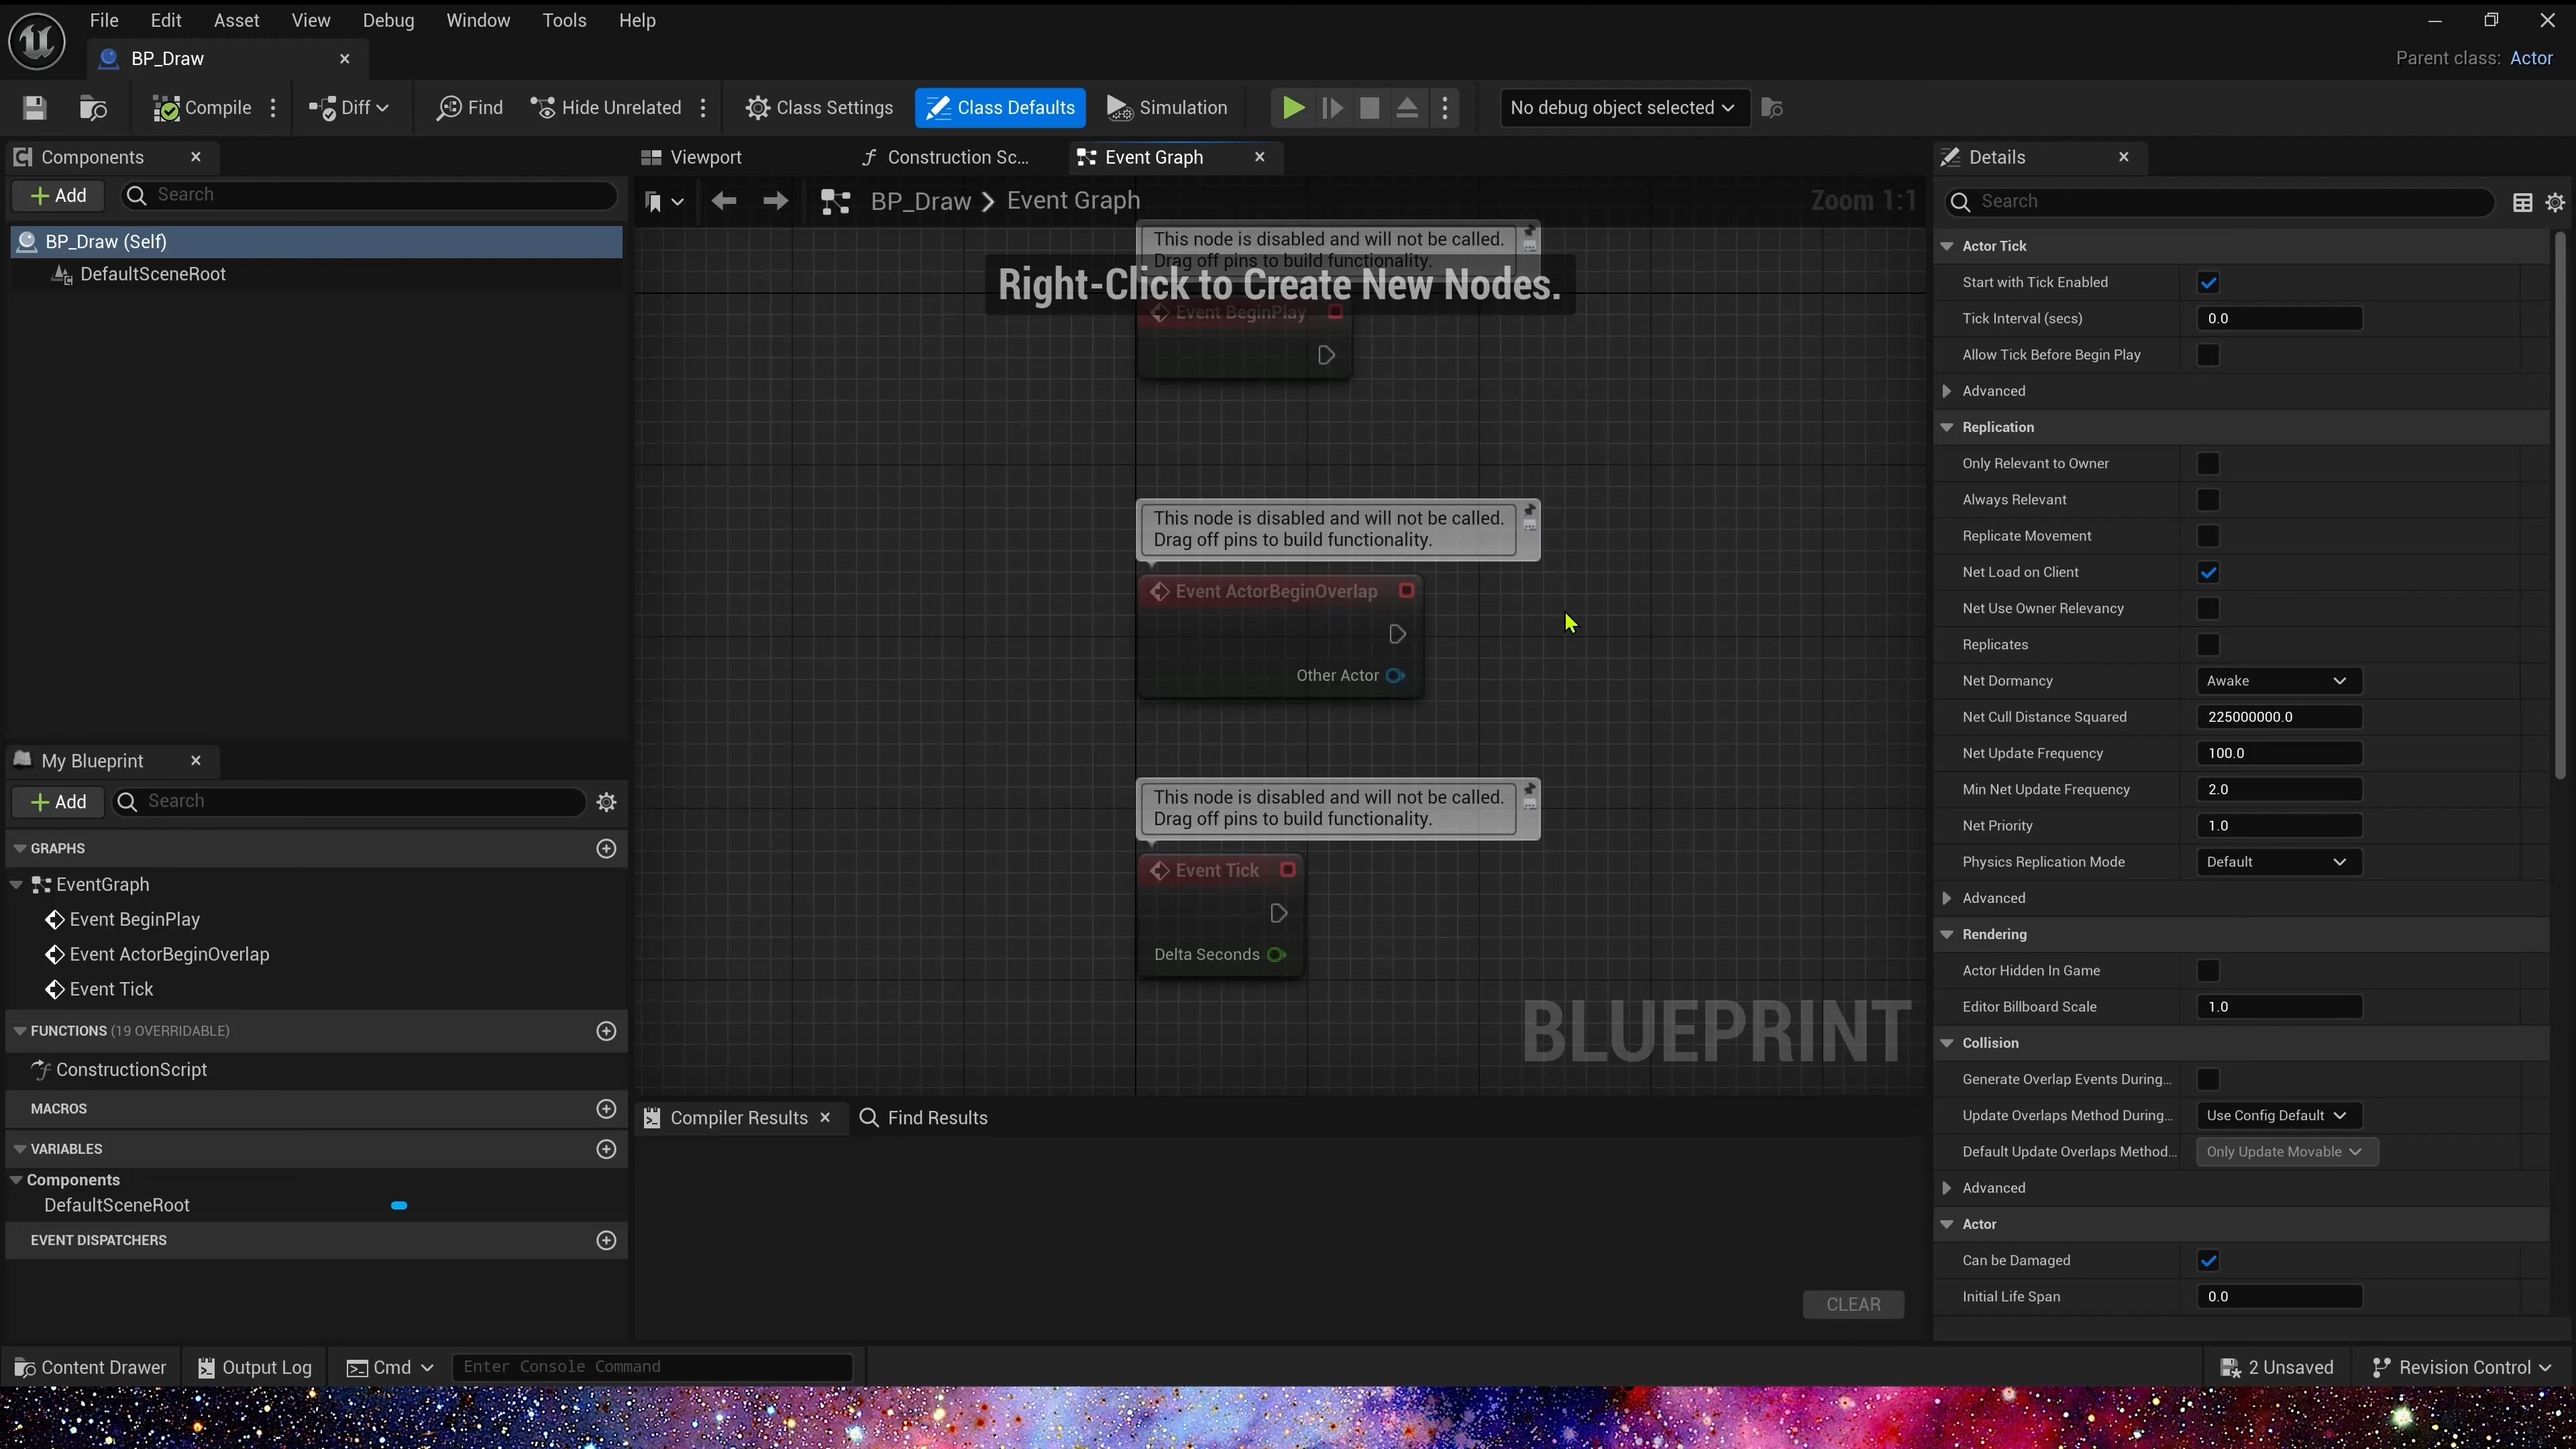 File Edit Asset View Debug Window Tools Help
BP_Draw
Parent class: Actor
Compile Diff Find Hide Unrelated Class Settings Class Defaults Simulation No debug object selected
Components
Add Search
BP_Draw (Self)
DefaultSceneRoot
My Blueprint
Add Search
GRAPHS
EventGraph
Event BeginPlay
Event ActorBeginOverlap
Event Tick
FUNCTIONS (19 OVERRIDABLE)
ConstructionScript
MACROS
VARIABLES
Components
DefaultSceneRoot
EVENT DISPATCHERS
Viewport Construction Sc... Event Graph
BP_Draw > Event Graph Zoom 1:1
This node is disabled and will not be called.
Drag off pins to build functionality.
Right-Click to Create New Nodes.
Event BeginPlay
This node is disabled and will not be called.
Drag off pins to build functionality.
Event ActorBeginOverlap
Other Actor
This node is disabled and will not be called.
Drag off pins to build functionality.
Event Tick
Delta Seconds
BLUEPRINT
Compiler Results Find Results
CLEAR
Details
Search
Actor Tick
Start with Tick Enabled
Tick Interval (secs) 0.0
Allow Tick Before Begin Play
Advanced
Replication
Only Relevant to Owner
Always Relevant
Replicate Movement
Net Load on Client
Net Use Owner Relevancy
Replicates
Net Dormancy Awake
Net Cull Distance Squared 225000000.0
Net Update Frequency 100.0
Min Net Update Frequency 2.0
Net Priority 1.0
Physics Replication Mode Default
Advanced
Rendering
Actor Hidden In Game
Editor Billboard Scale 1.0
Collision
Generate Overlap Events During...
Update Overlaps Method During... Use Config Default
Default Update Overlaps Method... Only Update Movable
Advanced
Actor
Can be Damaged
Initial Life Span 0.0
Content Drawer Output Log Cmd Enter Console Command 2 Unsaved Revision Control